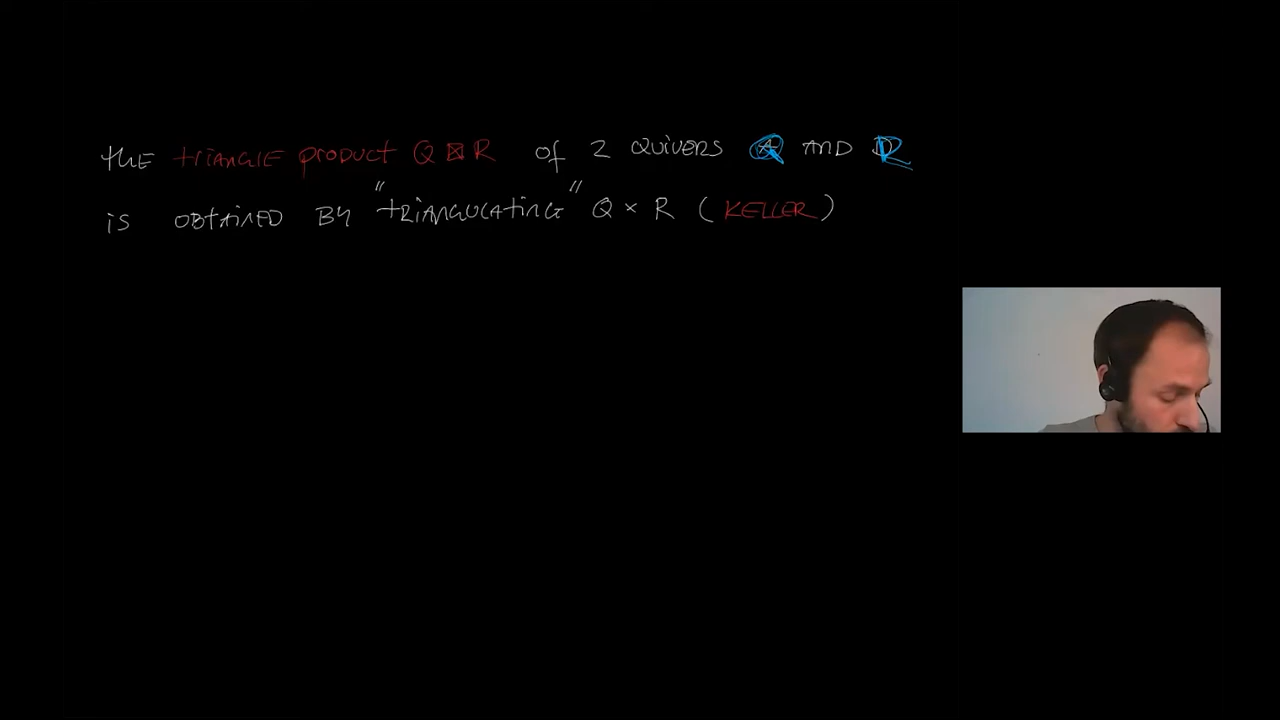 the triangle product Q ⊠ R of 2 quivers Q and R
is obtained by "triangulating" Q × R (Keller)